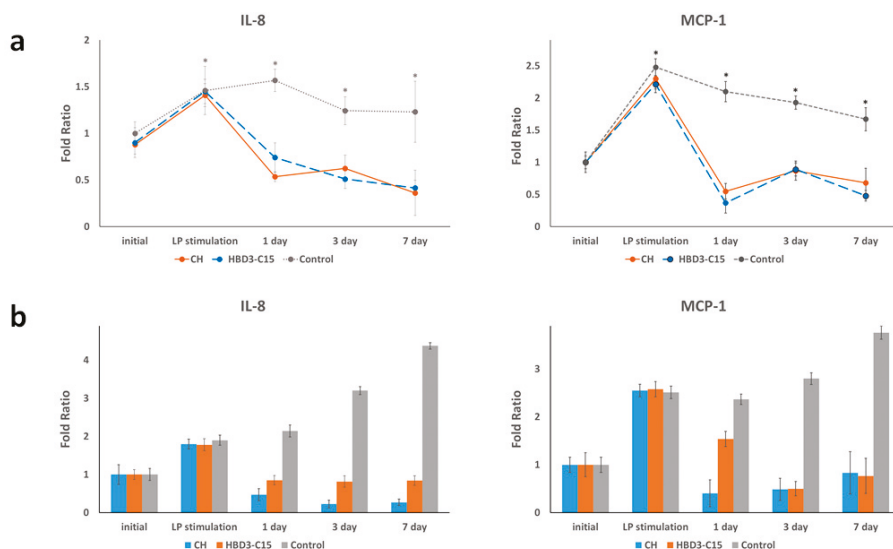 a
IL-8
Fold Ratio
2
1.5
1
0.5
0
* * * *
initial LP stimulation 1 day 3 day 7 day
CH HBD3-C15 Control
MCP-1
Fold Ratio
2.5
2
1.5
1
0.5
0
* * * *
initial LP stimulation 1 day 3 day 7 day
CH HBD3-C15 Control
b
IL-8
Fold Ratio
4
3
2
1
0
initial LP stimulation 1 day 3 day 7 day
CH HBD3-C15 Control
MCP-1
Fold Ratio
3
2
1
0
initial LP stimulation 1 day 3 day 7 day
CH HBD3-C15 Control